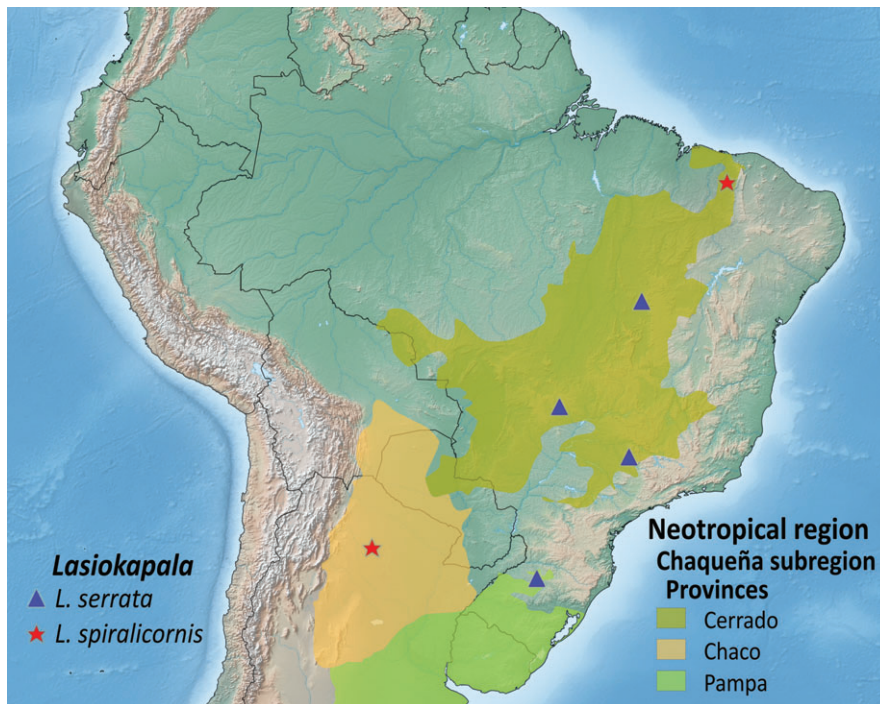 Lasiokapala
L. serrata
L. spiralicornis
Neotropical region
Chaqueña subregion
Provinces
Cerrado
Chaco
Pampa